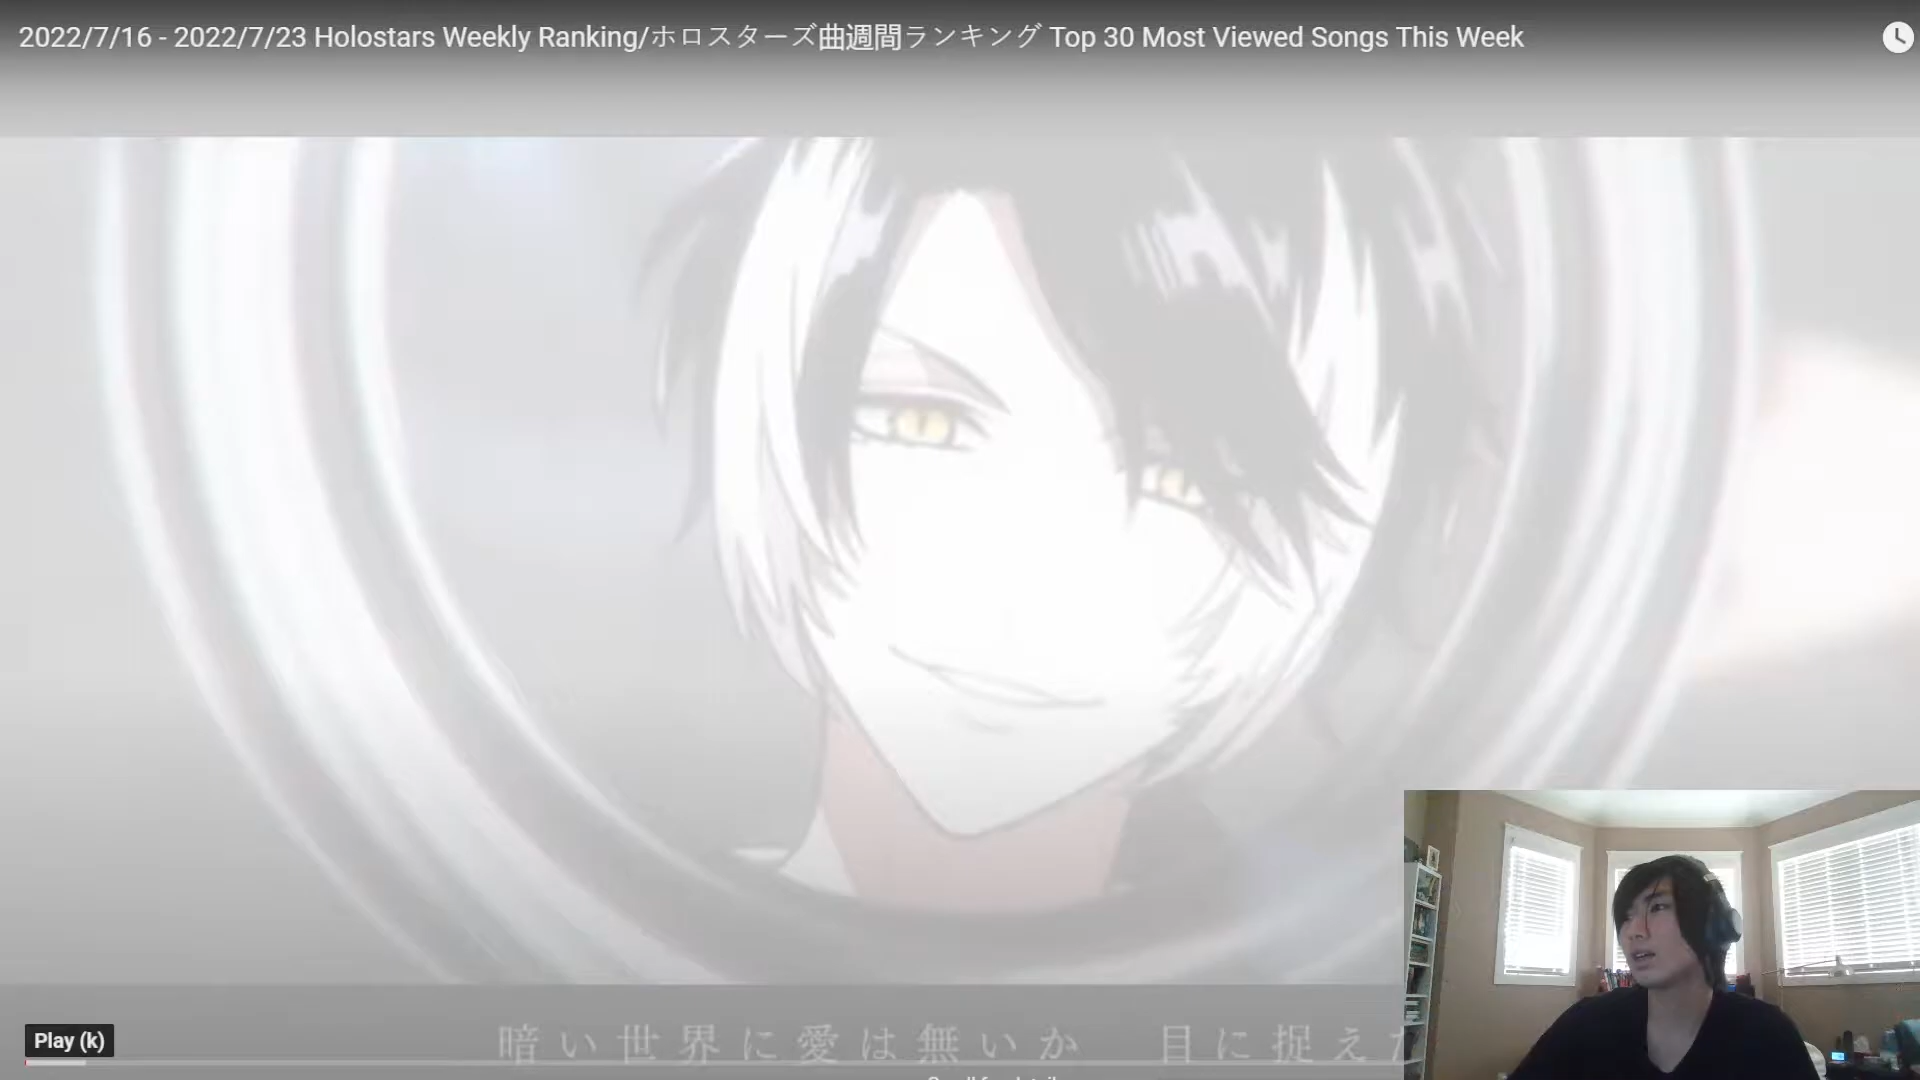 2022/7/16 - 2022/7/23 Holostars Weekly Ranking/ホロスターズ曲週間ランキング Top 30 Most Viewed Songs This Week
暗い世界に愛は無いか　目に捉え
Play (k)